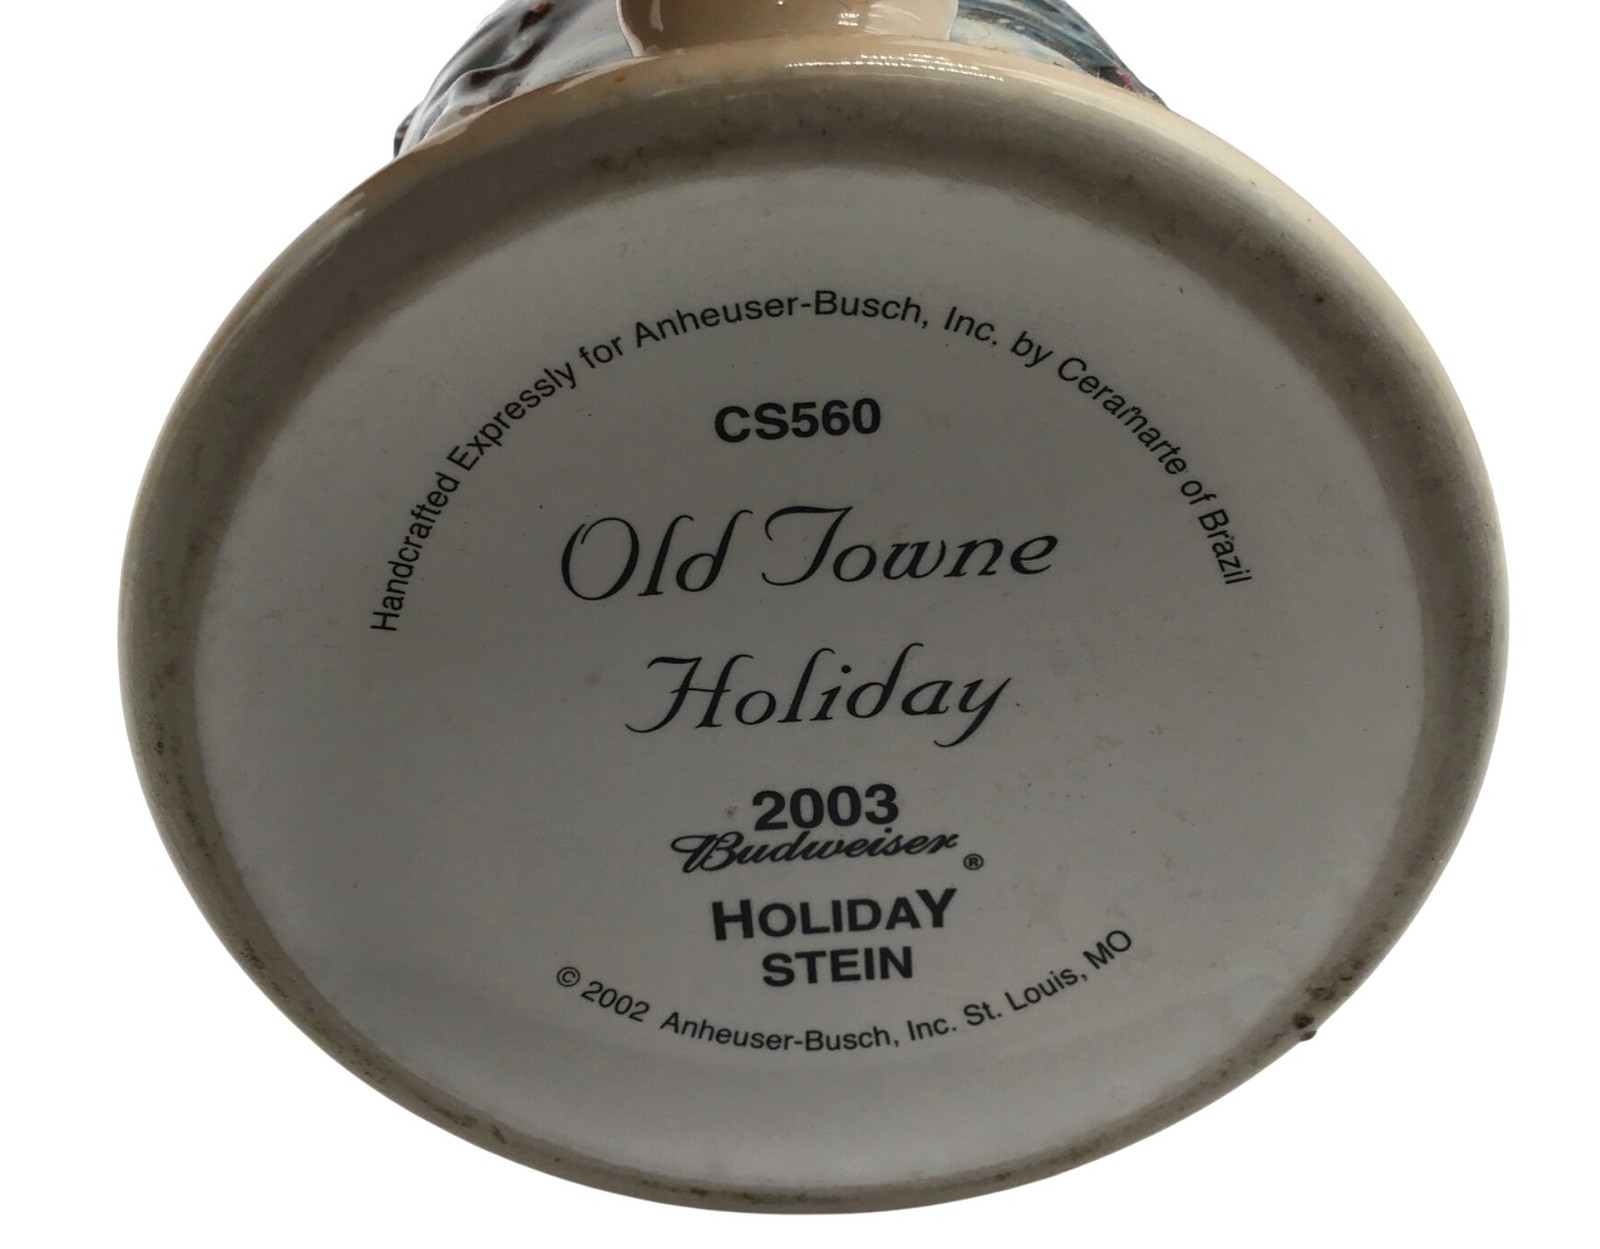 Handcrafted Expressly for Anheuser-Busch, Inc. by Ceramarte of Brazil
CS560
Old Towne
Holiday
2003
Budweiser®
HOLIDAY
STEIN
© 2002 Anheuser-Busch, Inc. St. Louis, MO